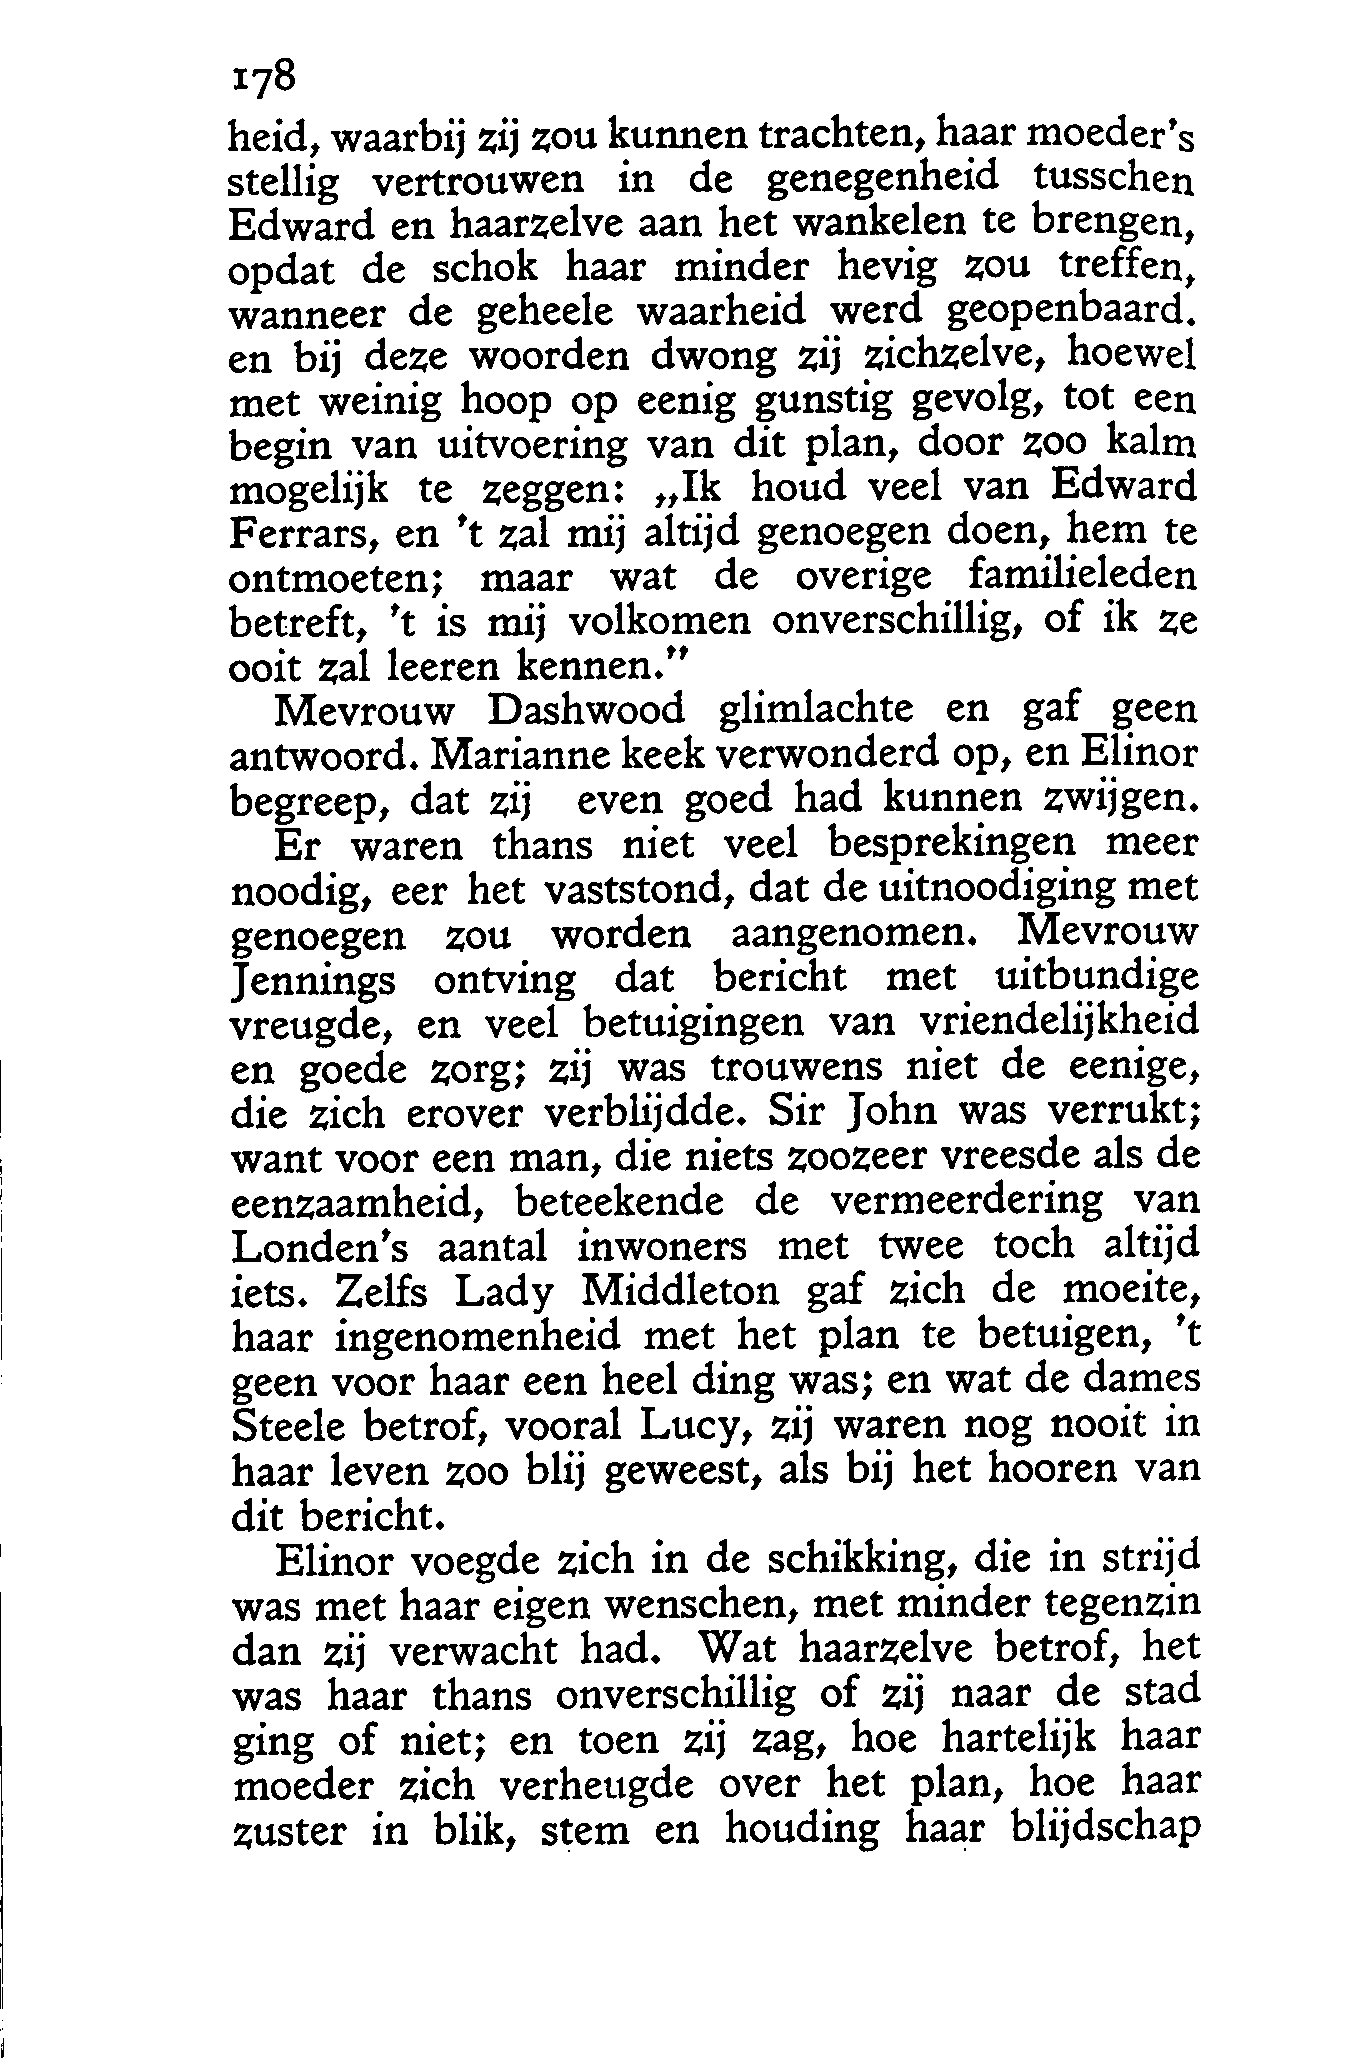 178
heid, waarbij zij zou kunnen trachten, haar moeder's
stellig vertrouwen in de genegenheid tusschen
Edward en haarzelve aan het wankelen te brengen,
opdat de schok haar minder hevig zou treffen,
wanneer de geheele waarheid werd geopenbaard.
en bij deze woorden dwong zij zichzelve, hoewel
met weinig hoop op eenig gunstig gevolg, tot een
begin van uitvoering van dit plan, door zoo kalm
mogelijk te zeggen: „Ik houd veel van Edward
Ferrars, en 't zal mij altijd genoegen doen, hem te
ontmoeten; maar wat de overige familieleden
betreft, 't is mij volkomen onverschillig, of ik ze
ooit zal leeren kennen."
Mevrouw Dashwood glimlachte en gaf geen
antwoord. Marianne keek verwonderd op, en Elinor
begreep, dat zij even goed had kunnen zwijgen.
Er waren thans niet veel besprekingen meer
noodig, eer het vaststond, dat de uitnoodiging met
genoegen zou worden aangenomen. Mevrouw
Jennings ontving dat bericht met uitbundige
vreugde, en veel betuigingen van vriendelijkheid
en goede zorg; zij was trouwens niet de eenige,
die zich erover verblijdde. Sir John was verrukt;
want voor een man, die niets zoozeer vreesde als de
eenzaamheid, beteekende de vermeerdering van
Londen's aantal inwoners met twee toch altijd
iets. Zelfs Lady Middleton gaf zich de moeite,
haar ingenomenheid met het plan te betuigen, 't
geen voor haar een heel ding was; en wat de dames
Steele betrof, vooral Lucy, zij waren nog nooit in
haar leven zoo blij geweest, als bij het hooren van
dit bericht.
Elinor voegde zich in de schikking, die in strijd
was met haar eigen wenschen, met minder tegenzin
dan zij verwacht had. Wat haarzelve betrof, het
was haar thans onverschillig of zij naar de stad
ging of niet; en toen zij zag, hoe hartelijk haar
moeder zich verheugde over het plan, hoe haar
zuster in blik, stem en houding haar blijdschap